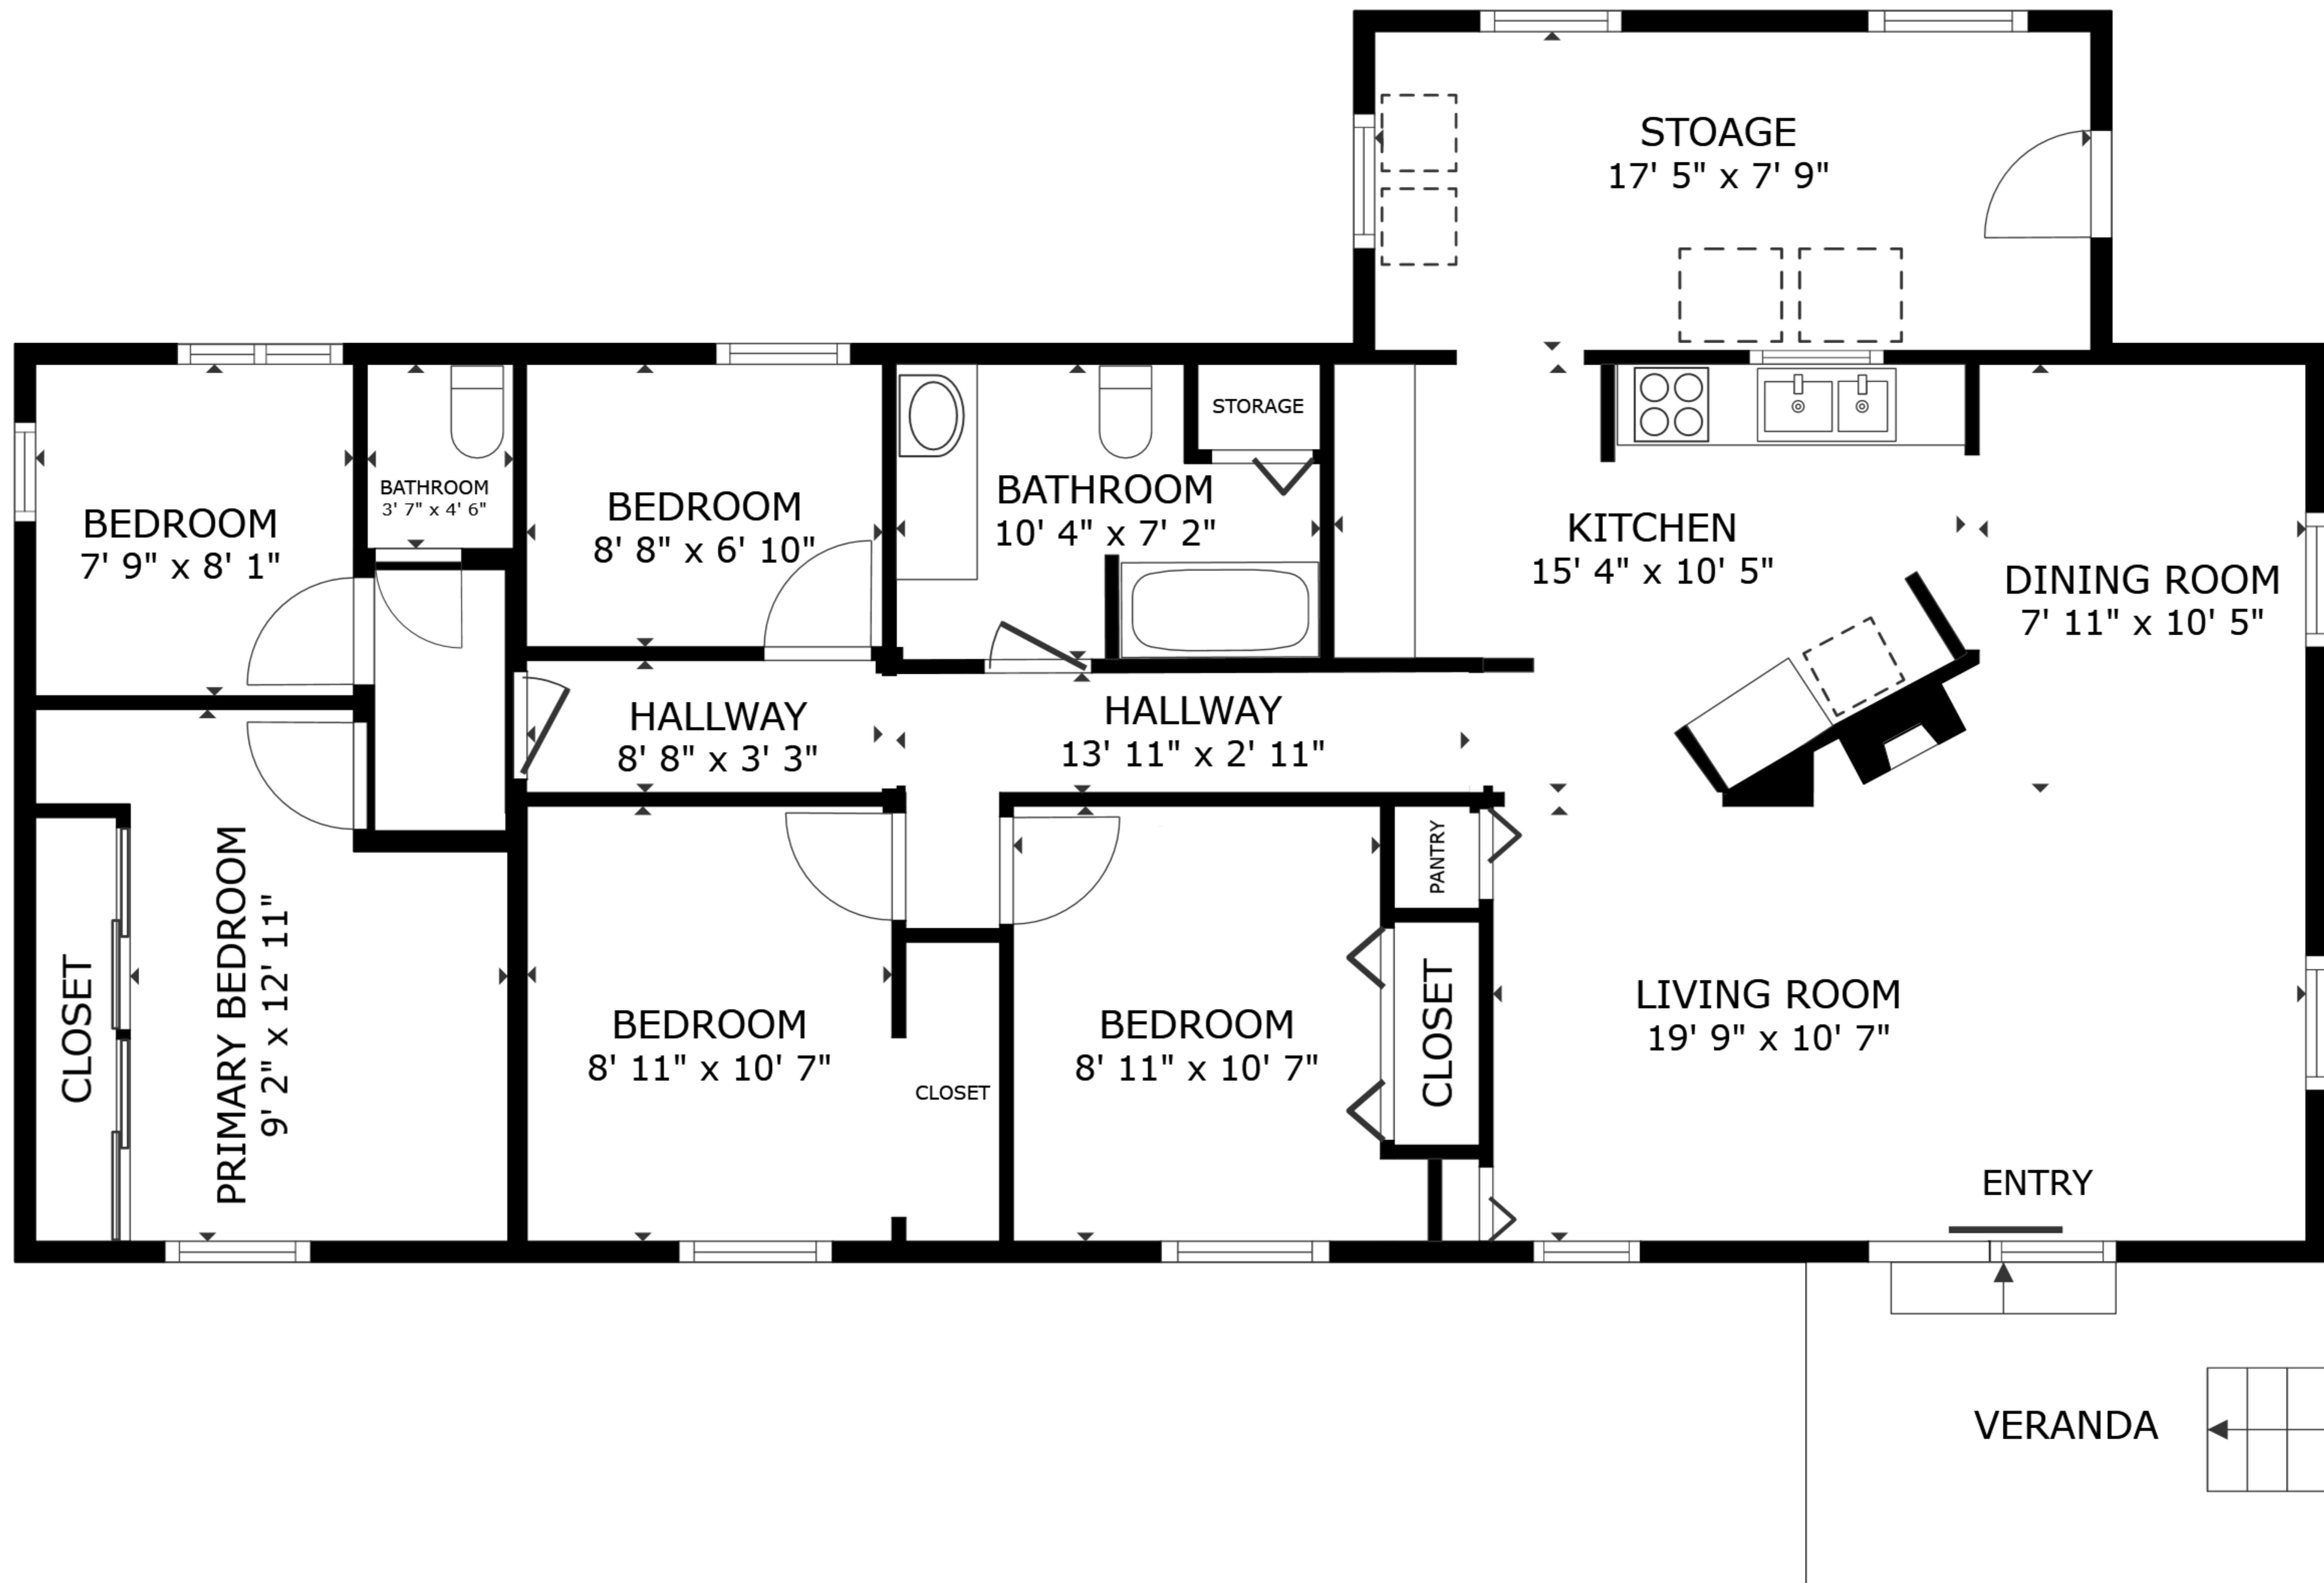 STOAGE
17' 5" x 7' 9"
BEDROOM
7' 9" x 8' 1"
BATHROOM
3' 7" x 4' 6"
BEDROOM
8' 8" x 6' 10"
BATHROOM
10' 4" x 7' 2"
STORAGE
KITCHEN
15' 4" x 10' 5"
DINING ROOM
7' 11" x 10' 5"
HALLWAY
8' 8" x 3' 3"
HALLWAY
13' 11" x 2' 11"
CLOSET
PRIMARY BEDROOM
9' 2" x 12' 11"
BEDROOM
8' 11" x 10' 7"
CLOSET
BEDROOM
8' 11" x 10' 7"
PANTRY
CLOSET
LIVING ROOM
19' 9" x 10' 7"
ENTRY
VERANDA